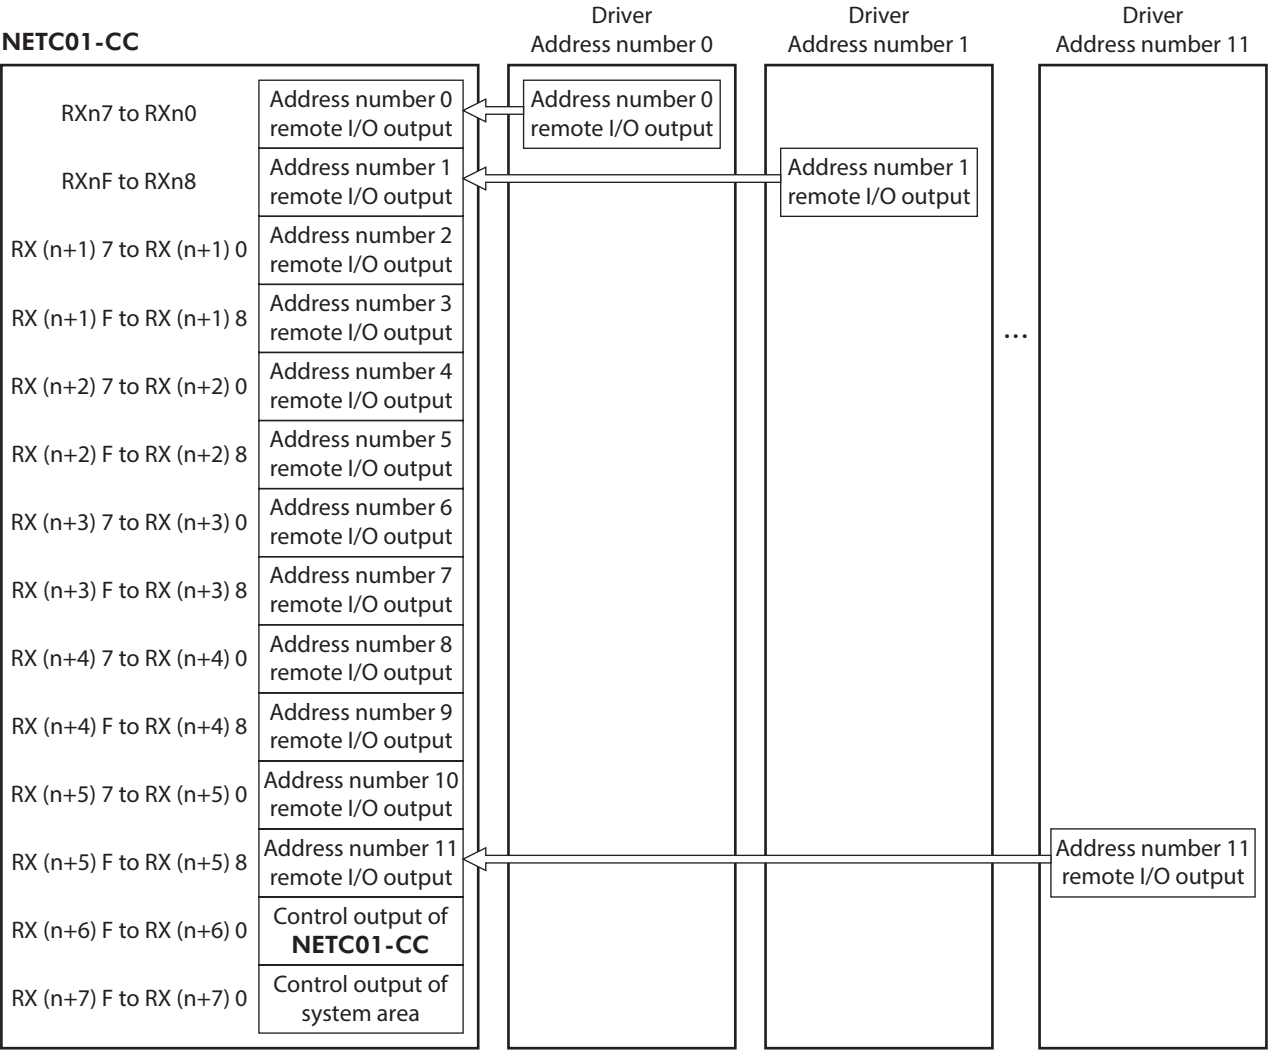 NETC01-CC
Driver
Address number 0
Driver
Address number 1
Driver
Address number 11
RXn7 to RXn0
Address number 0
remote I/O output
Address number 0
remote I/O output
RXnF to RXn8
Address number 1
remote I/O output
Address number 1
remote I/O output
RX (n+1) 7 to RX (n+1) 0
Address number 2
remote I/O output
RX (n+1) F to RX (n+1) 8
Address number 3
remote I/O output
...
RX (n+2) 7 to RX (n+2) 0
Address number 4
remote I/O output
RX (n+2) F to RX (n+2) 8
Address number 5
remote I/O output
RX (n+3) 7 to RX (n+3) 0
Address number 6
remote I/O output
RX (n+3) F to RX (n+3) 8
Address number 7
remote I/O output
RX (n+4) 7 to RX (n+4) 0
Address number 8
remote I/O output
RX (n+4) F to RX (n+4) 8
Address number 9
remote I/O output
RX (n+5) 7 to RX (n+5) 0
Address number 10
remote I/O output
RX (n+5) F to RX (n+5) 8
Address number 11
remote I/O output
Address number 11
remote I/O output
RX (n+6) F to RX (n+6) 0
Control output of
NETC01-CC
RX (n+7) F to RX (n+7) 0
Control output of
system area